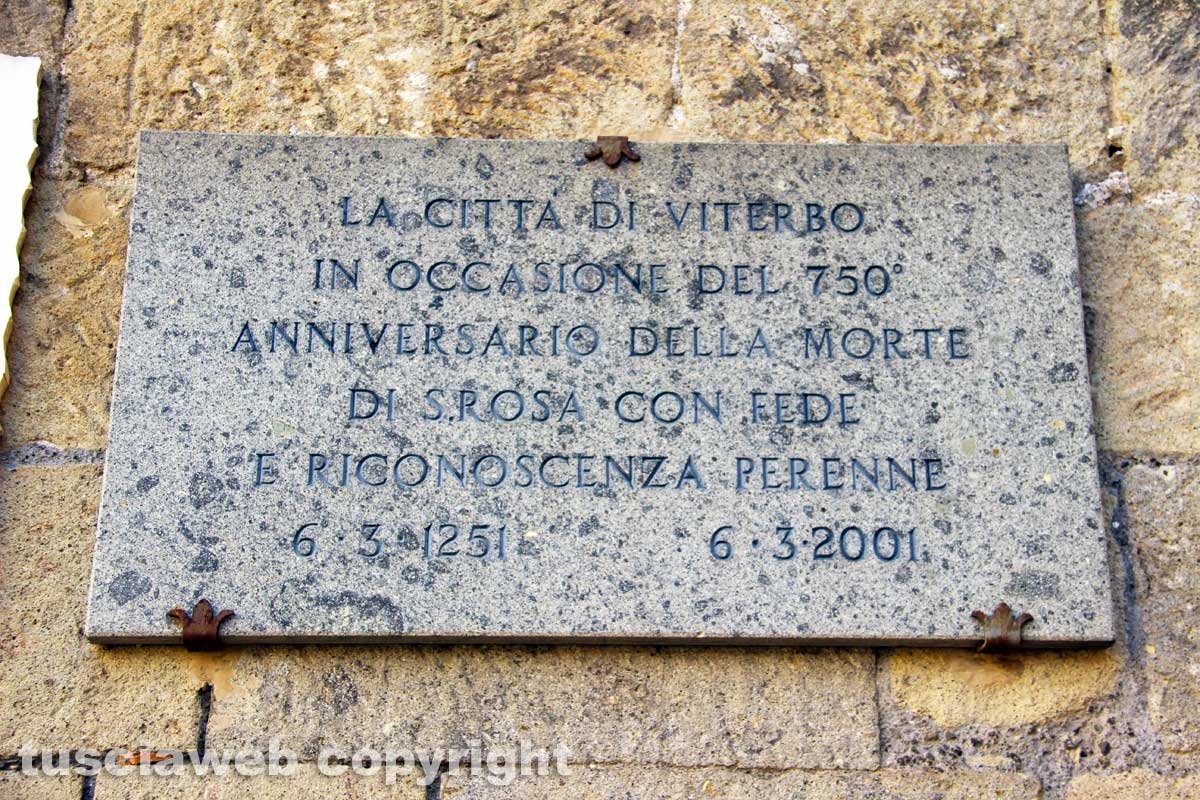 LA CITTÀ DI VITERBO
IN OCCASIONE DEL 750°
ANNIVERSARIO DELLA MORTE
DI S.ROSA CON FEDE
E RICONOSCENZA PERENNE
6·3·1251 6·3·2001
tusciaweb copyright